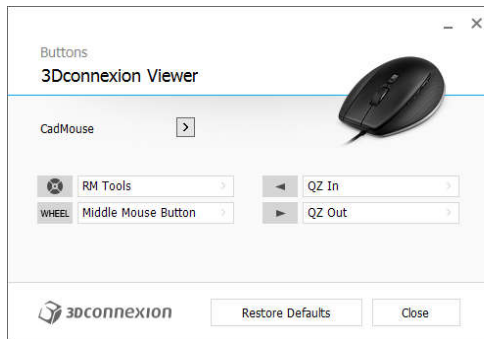 Buttons
3Dconnexion Viewer
CadMouse
RM Tools
QZ In
WHEEL
Middle Mouse Button
QZ Out
3Dconnexion
Restore Defaults
Close